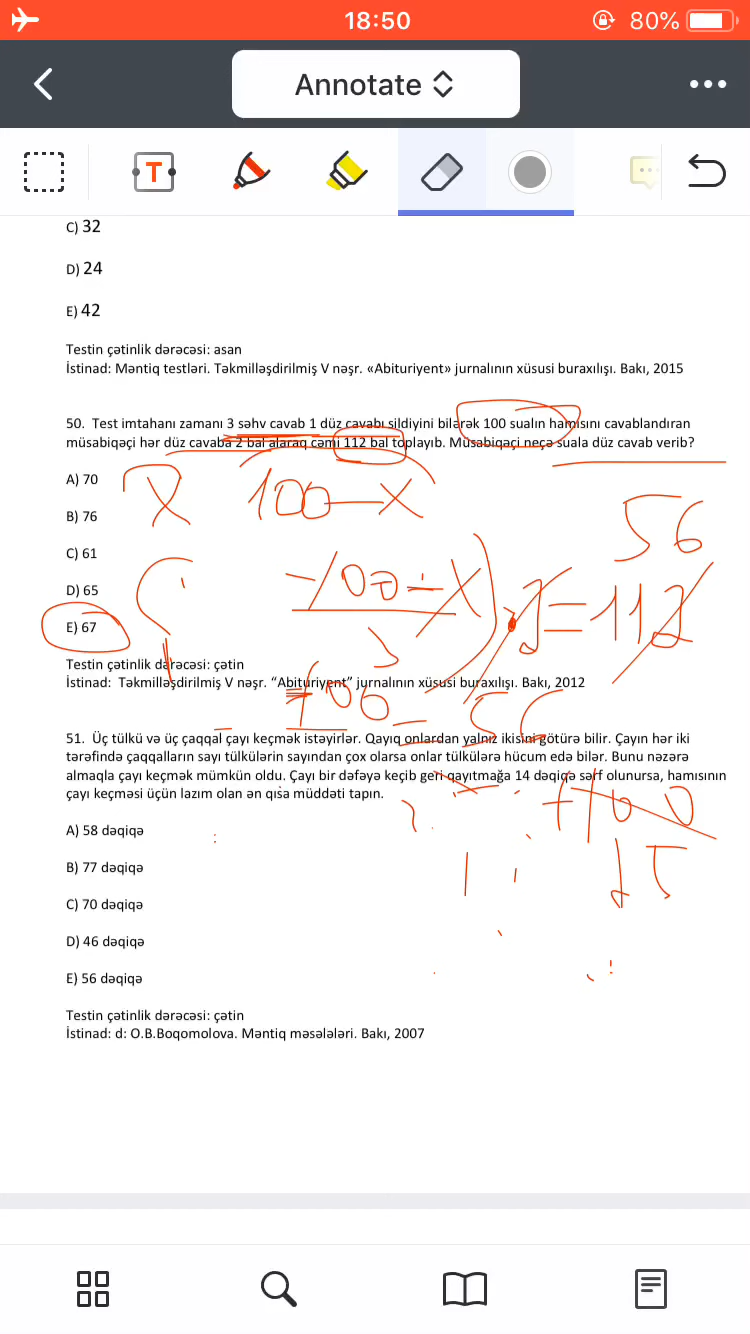 18:50
80%
Annotate
T
C) 32
D) 24
E) 42
Testin çətinlik dərəcəsi: asan
İstinad: Məntiq testləri. Təkmilləşdirilmiş V nəşr. «Abituriyent» jurnalının xüsusi buraxılışı. Bakı, 2015
50. Test imtahanı zamanı 3 səhv cavab 1 düz cavabı sildiyini bilərək 100 sualın hamısını cavablandıran
müsabiqəçi hər düz cavaba 2 bal alaraq cəmi 112 bal toplayıb. Müsabiqəçi neçə suala düz cavab verib?
A) 70
X 100-X
B) 76
56
C) 61
D) 65
100-X
=112
E) 67
3
Testin çətinlik dərəcəsi: çətin
İstinad: Təkmilləşdirilmiş V nəşr. “Abituriyent” jurnalının xüsusi buraxılışı. Bakı, 2012
51. Üç tülkü və üç çaqqal çayı keçmək istəyirlər. Qayıq onlardan yalnız ikisini götürə bilir. Çayın hər iki
tərəfində çaqqalların sayı tülkülərin sayından çox olarsa onlar tülkülərə hücum edə bilər. Bunu nəzərə
almaqla çayı keçmək mümkün oldu. Çayı bir dəfəyə keçib geri qayıtmağa 14 dəqiqə sərf olunursa, hamısının
çayı keçməsi üçün lazım olan ən qısa müddəti tapın.
+100
A) 58 dəqiqə
B) 77 dəqiqə
C) 70 dəqiqə
D) 46 dəqiqə
E) 56 dəqiqə
Testin çətinlik dərəcəsi: çətin
İstinad: d: O.B.Boqomolova. Məntiq məsələləri. Bakı, 2007